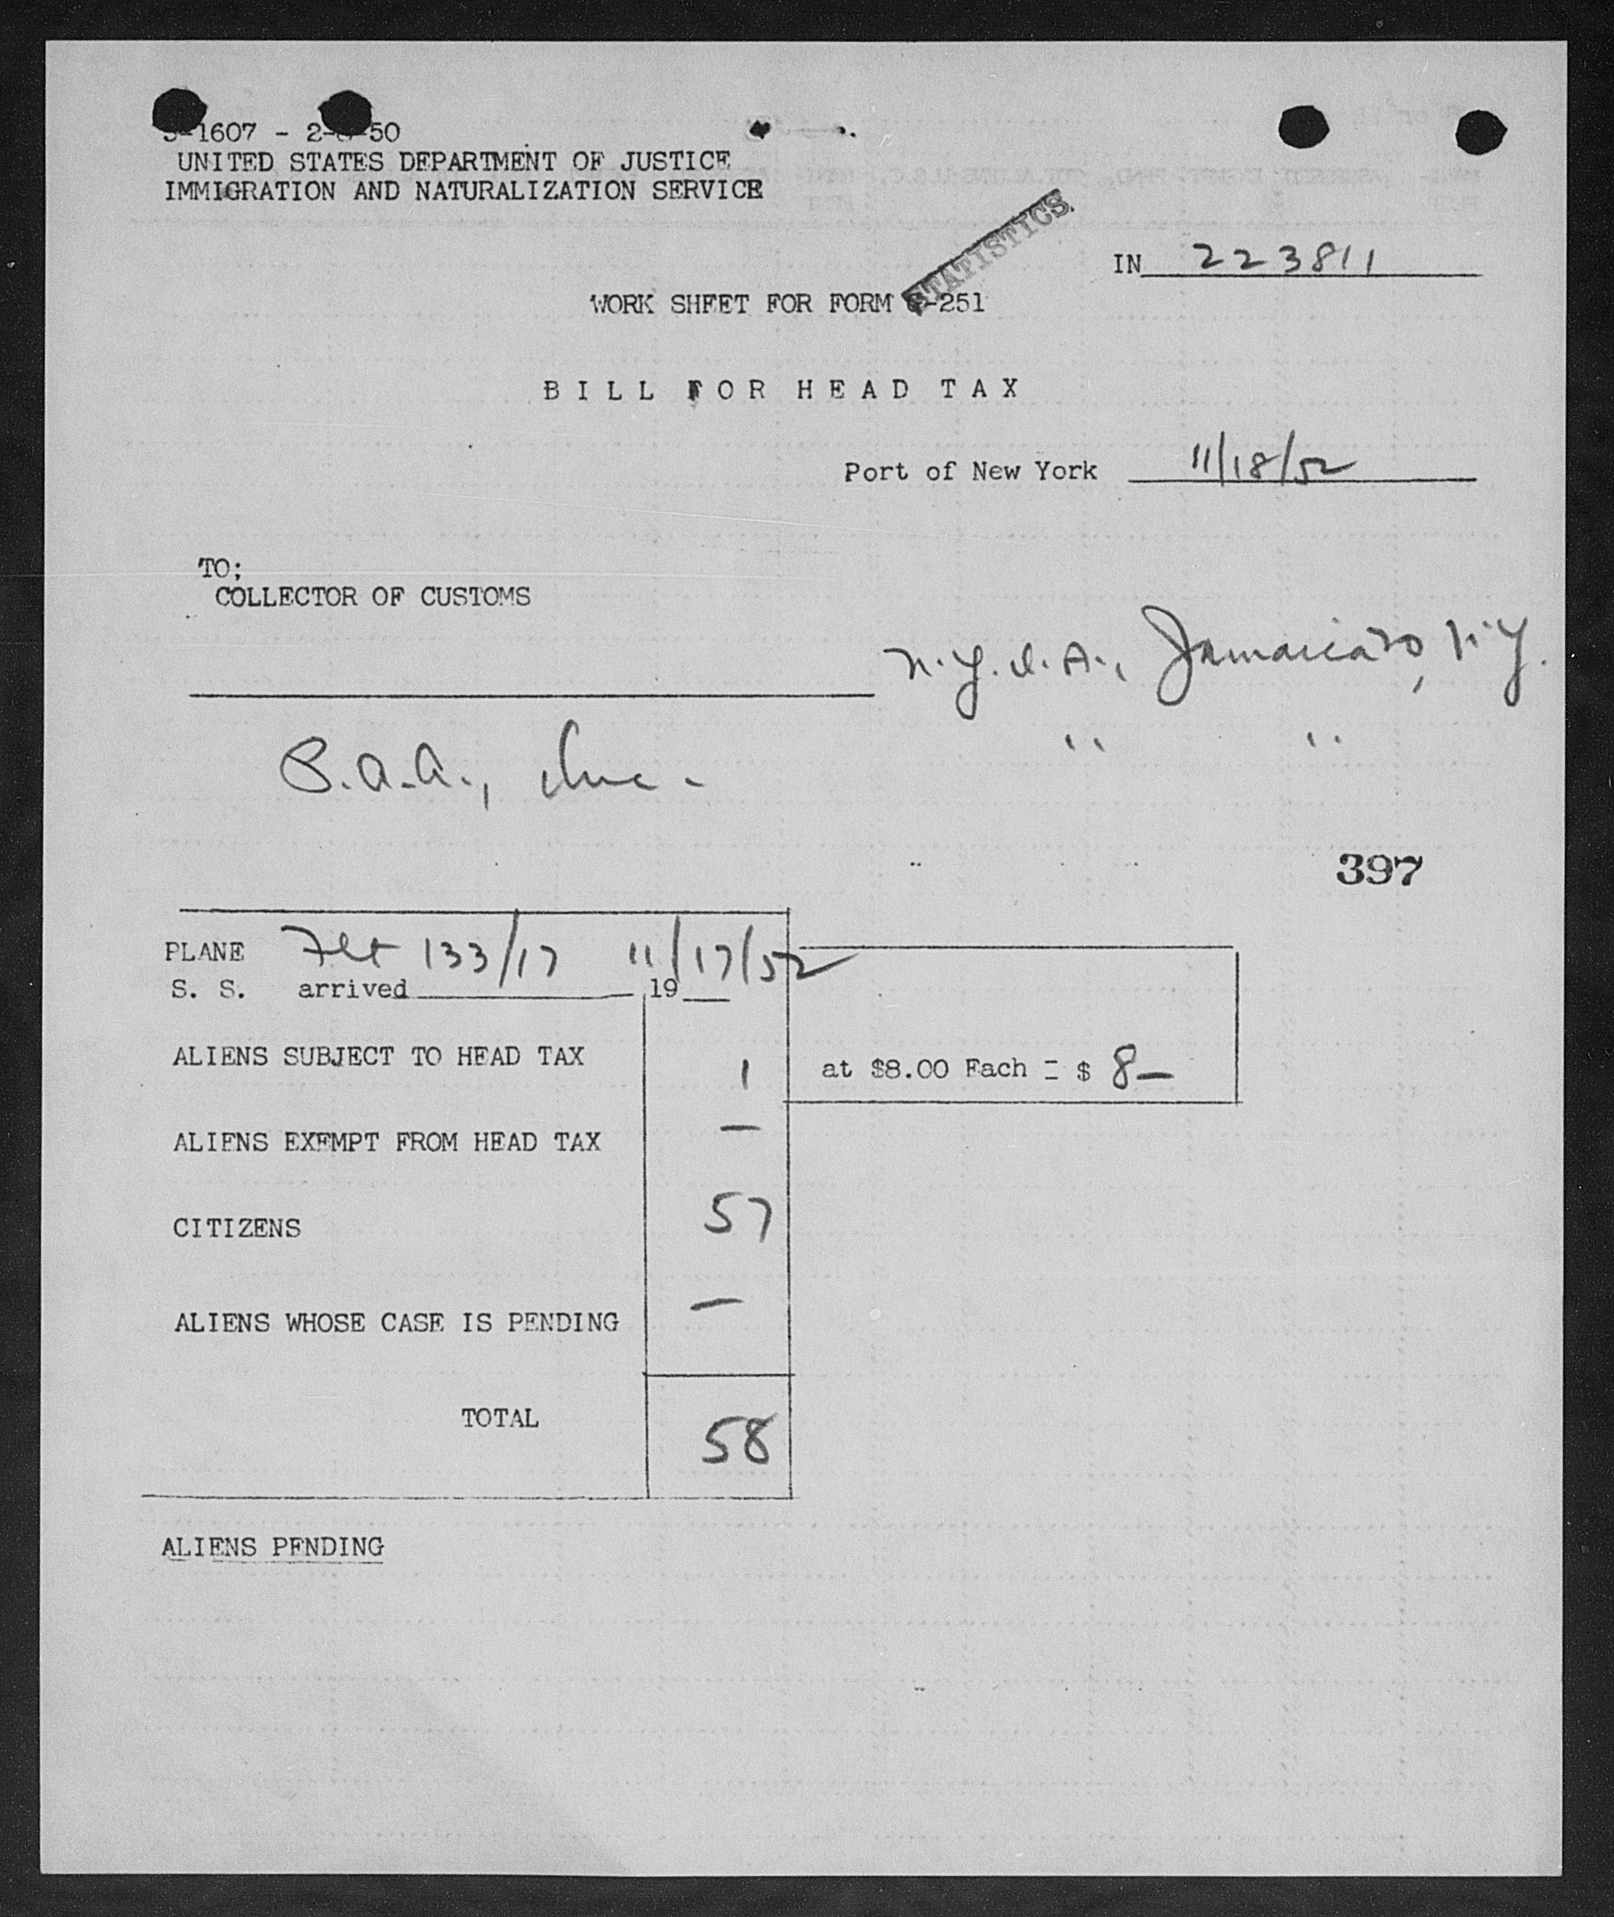 1607 - 2- -50
UNITED STATES DEPARTMENT OF JUSTICE
IMMIGRATION AND NATURALIZATION SERVICE
STATISTICS
IN 223811
WORK SHEET FOR FORM -251
BILL FOR HEAD TAX
Port of New York 11/18/52
TO;
COLLECTOR OF CUSTOMS
N.Y.I.A., Jamaica 30, N.Y.
P.A.A., Inc. " "
397
PLANE Flt 133/17 11/17/52
S. S. arrived 19
ALIENS SUBJECT TO HEAD TAX 1 at $8.00 Each = $ 8—
ALIENS EXEMPT FROM HEAD TAX —
CITIZENS 57
ALIENS WHOSE CASE IS PENDING —
TOTAL 58
ALIENS PENDING